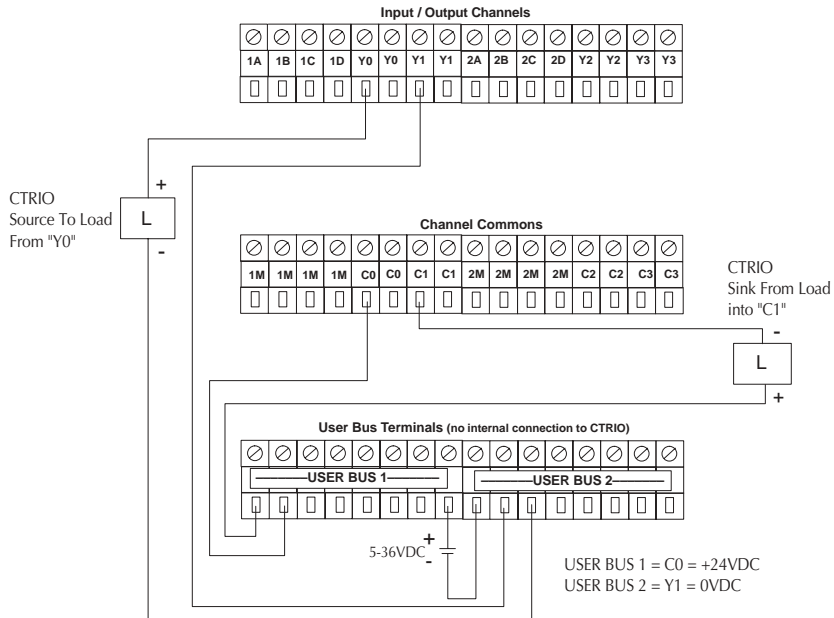 Input / Output Channels
1A 1B 1C 1D Y0 Y0 Y1 Y1 2A 2B 2C 2D Y2 Y2 Y3 Y3
CTRIO
Source To Load
From "Y0"
+
L
-
Channel Commons
1M 1M 1M 1M C0 C0 C1 C1 2M 2M 2M 2M C2 C2 C3 C3
CTRIO
Sink From Load
into "C1"
-
L
+
User Bus Terminals (no internal connection to CTRIO)
USER BUS 1 USER BUS 2
5-36VDC + -
USER BUS 1 = C0 = +24VDC
USER BUS 2 = Y1 = 0VDC